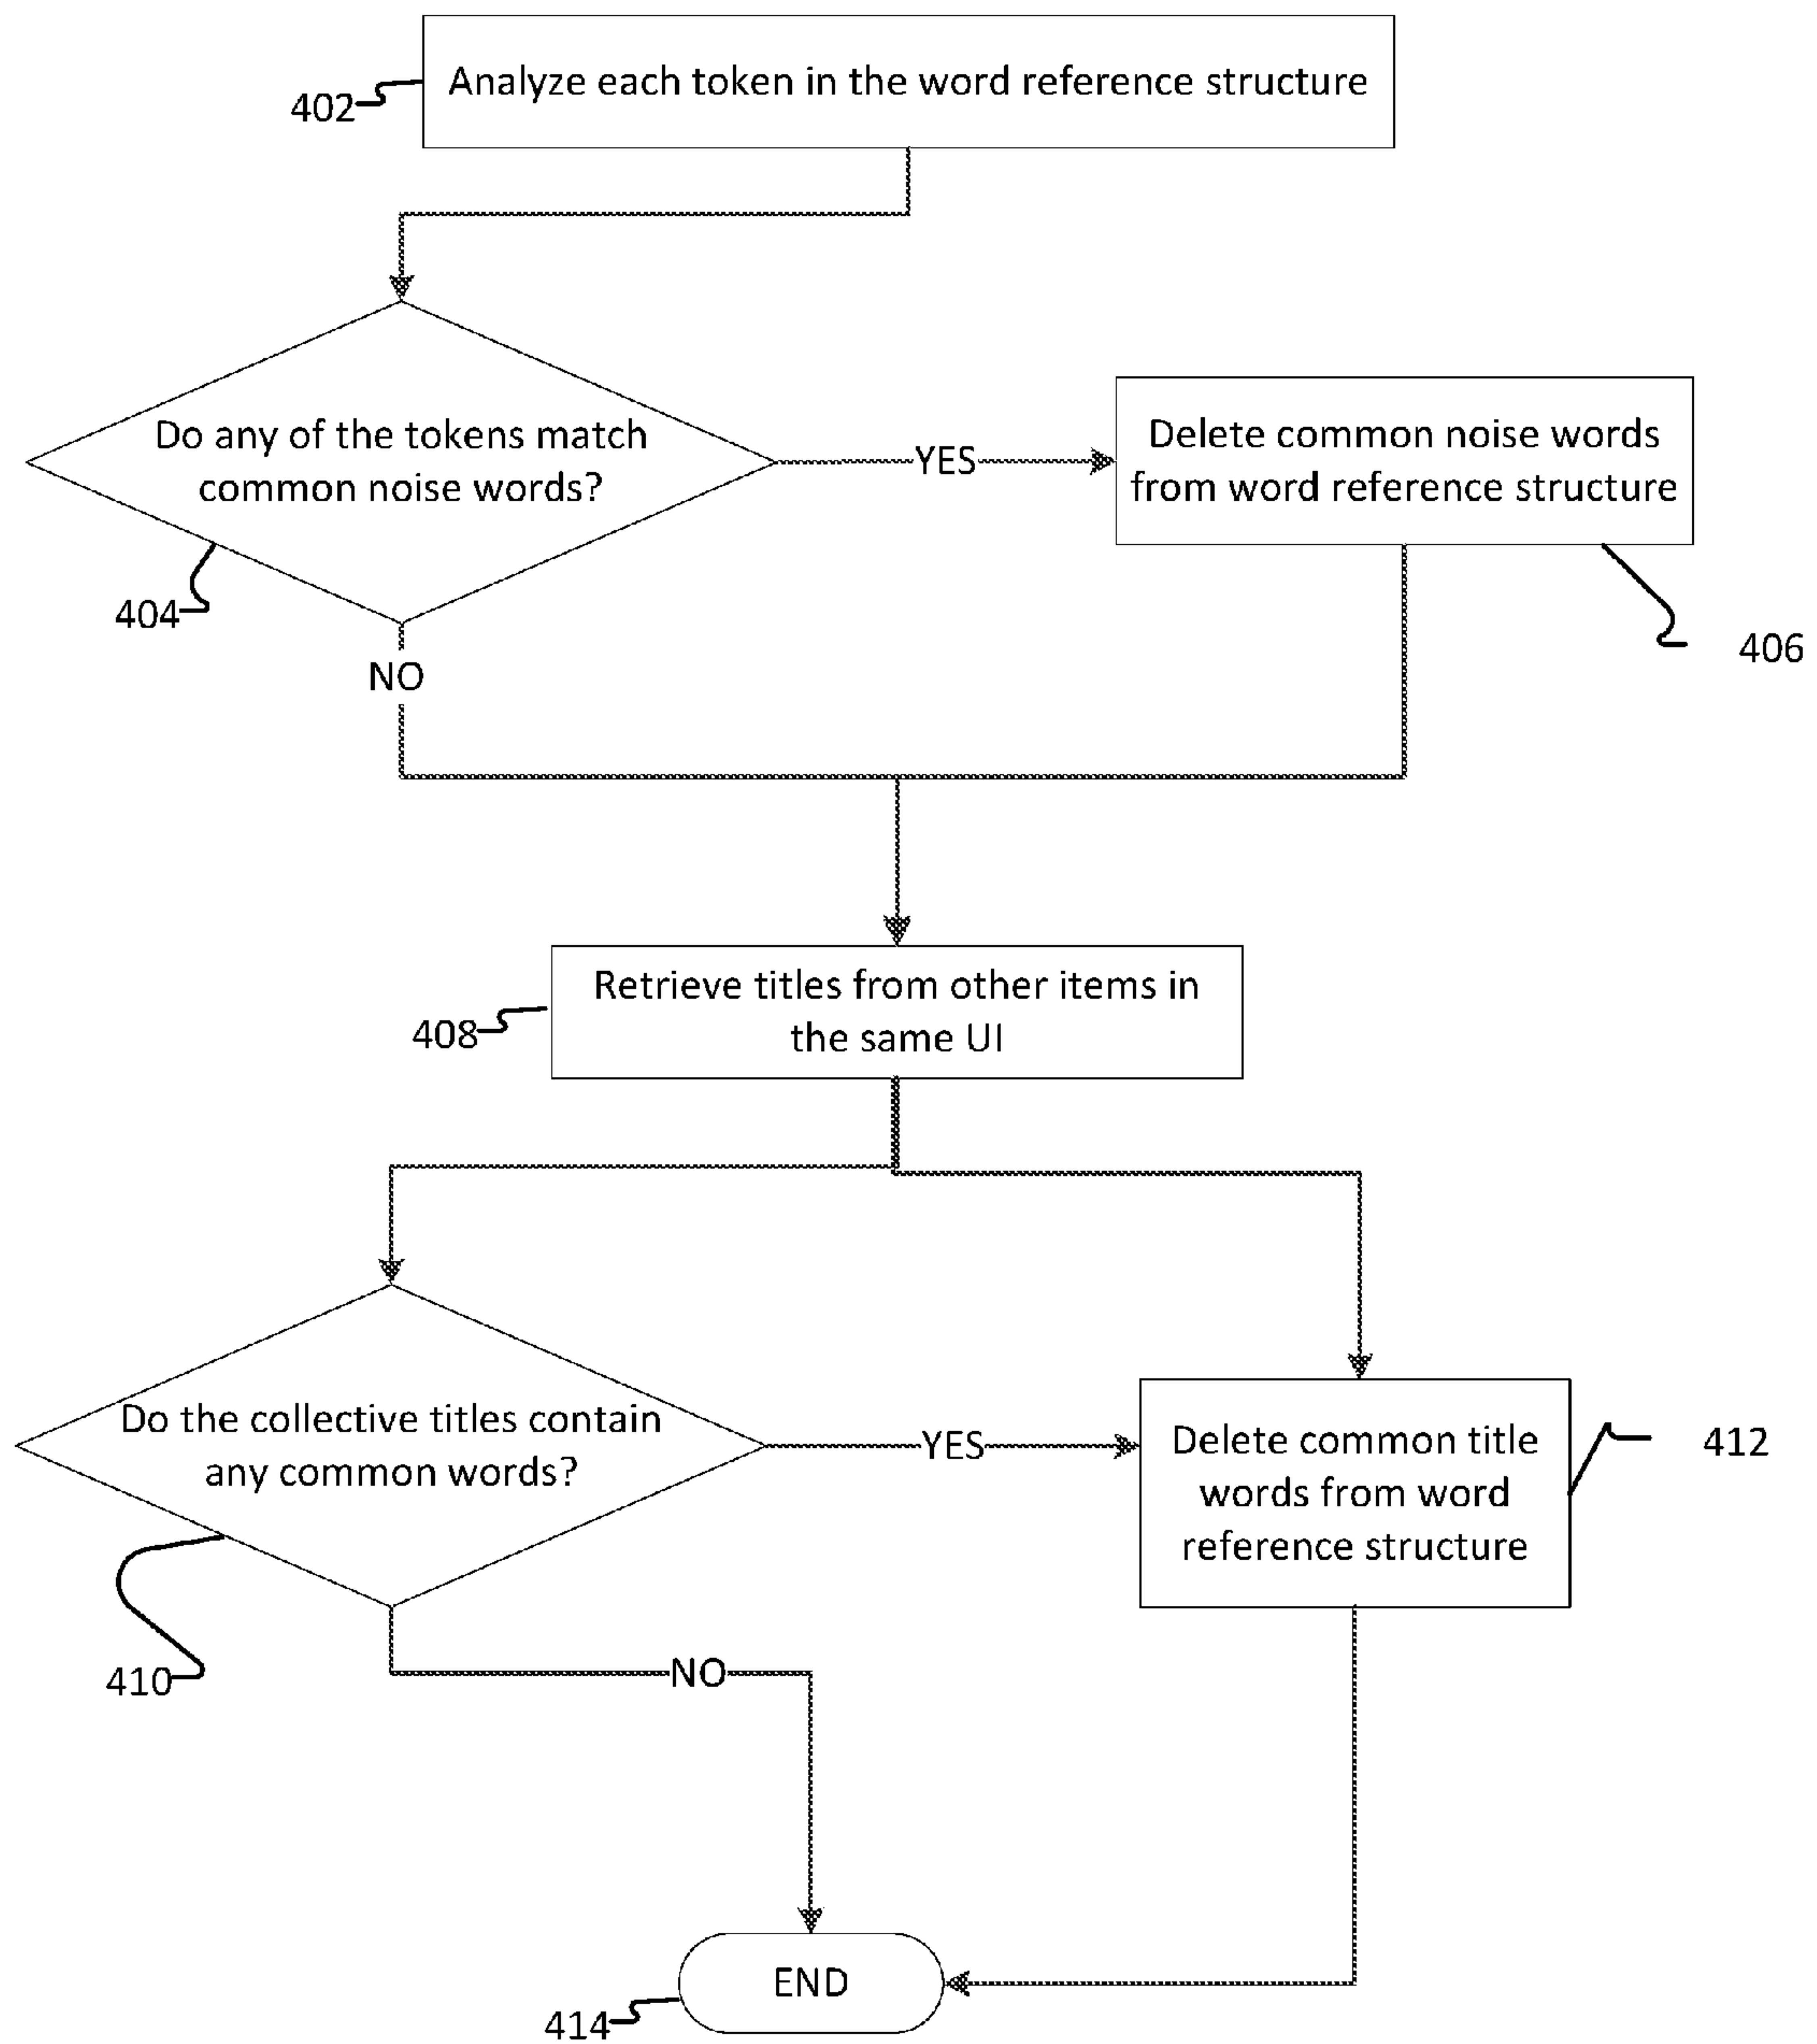 Analyze each token in the word reference structure
402
Do any of the tokens match
common noise words?
YES
Delete common noise words
from word reference structure
404
406
NO
Retrieve titles from other items in
the same UI
408
Do the collective titles contain
any common words?
YES
Delete common title
words from word
reference structure
412
410
NO
END
414